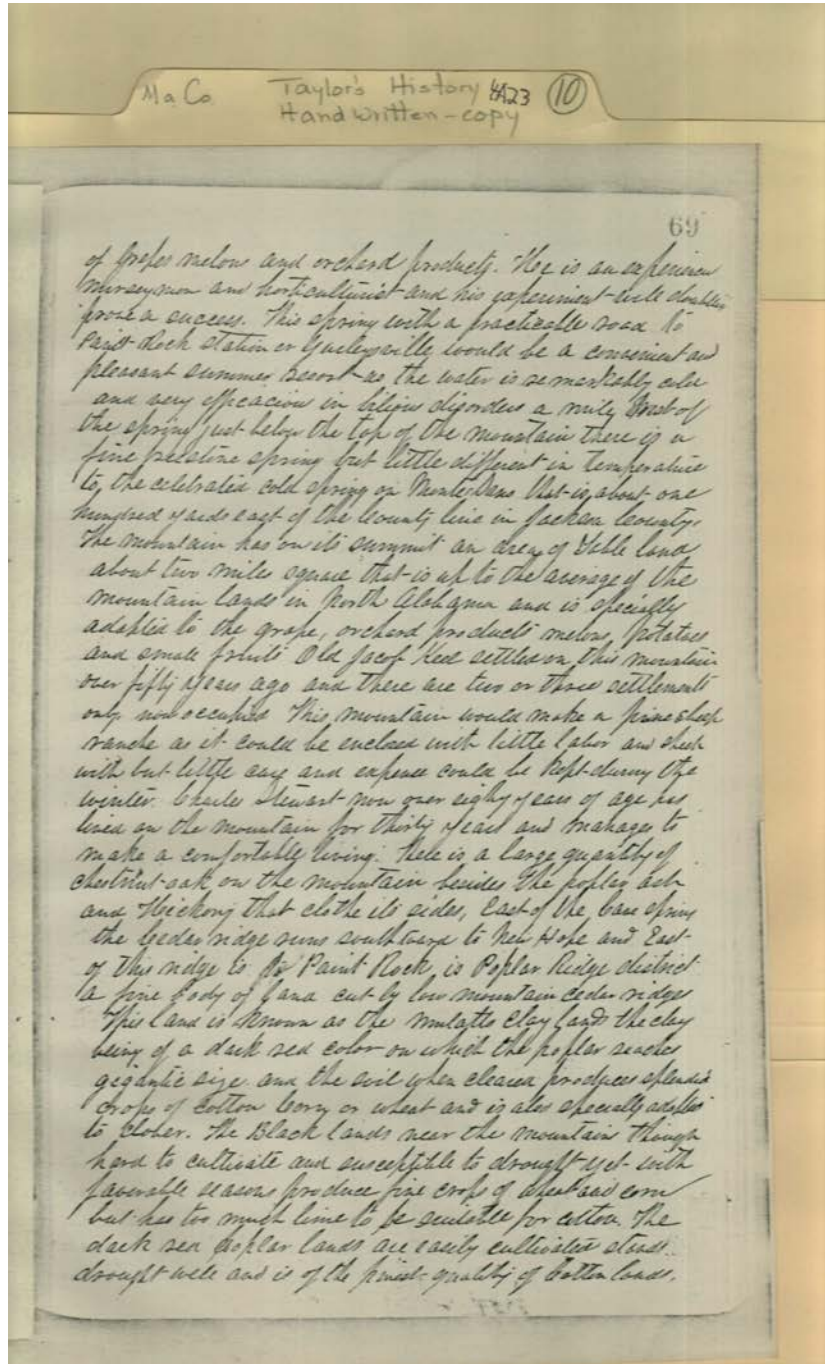 Ma Co Taylor's History 4A23 10
Handwritten - copy
69
of Grapes melons and orchard products. He is an experience
nurseyman and horticulturist and his experiment will doubtless
prove a success. This spring with a practicable road to
Paint Rock station or Gurleysville would be a convenient and
pleasant summer resort as the water is remarkably cold
and very efficacious in bilious disorders a mile West of
the spring just below the top of the mountain there is a
fine freestone spring but little different in temperature
to the celebrated cold spring on Monte Sano that is about one
hundred yards east of the County line in Jackson County.
The mountain has on its summit an area of Table land
about two miles square that is up to the average of the
mountain lands in North Alabama and is specially
adapted to the grape, orchard products melons, potatoes
and small fruits Old Jacob Keel settled on this mountain
over fifty years ago and there are two or three settlements
only now occupied This mountain would make a fine sheep
ranche as it could be enclosed with little labor and sheep
with but little care and expence could be kept during the
winter. Charles Stewart now over eighty years of age has
lived on the mountain for thirty years and manages to
make a comfortable living. There is a large quantity of
chestnut-oak on the mountain besides the poplar ash
and Hickory that clothe its sides, East of the Cave spring
the Cedar ridge runs southward to New Hope and East
of this ridge is to Paint Rock, is Poplar Ridge district
a fine body of land cut by low mountain cedar ridges
This land is known as the mulatto clay land the clay
being of a dark red color on which the poplar reaches
gigantic size and the soil when cleared produces splendid
crops of cotton Corn or wheat and is also specially adapted
to clover. The Black lands near the mountain though
hard to cultivate and susceptible to drought yet with
favorable seasons produce fine crops of wheat and corn
but has too much lime to be suitable for cotton. The
dark red poplar lands are easily cultivated stands
drought well and is of the finest quality of Cotton lands.